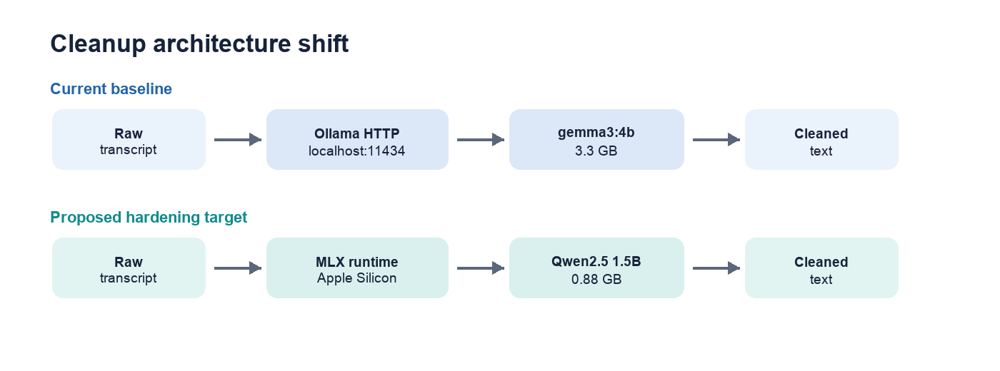 Cleanup architecture shift
Current baseline
Raw
transcript
Ollama HTTP
localhost:11434
gemma3:4b
3.3 GB
Cleaned
text
Proposed hardening target
Raw
transcript
MLX runtime
Apple Silicon
Qwen2.5 1.5B
0.88 GB
Cleaned
text